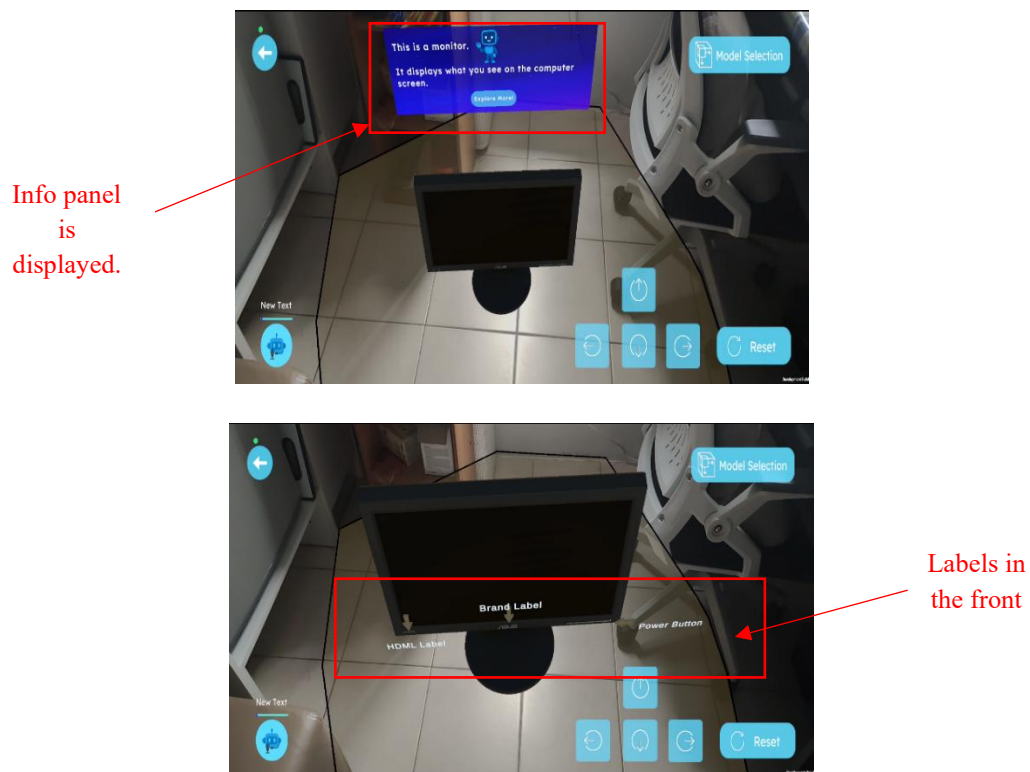 This is a monitor.
It displays what you see on the computer
screen.
Explore More!
Model Selection
Info panel
is
displayed.
New Text
Reset
Model Selection
Brand Label
Power Button
HDML Label
Labels in
the front
New Text
Reset